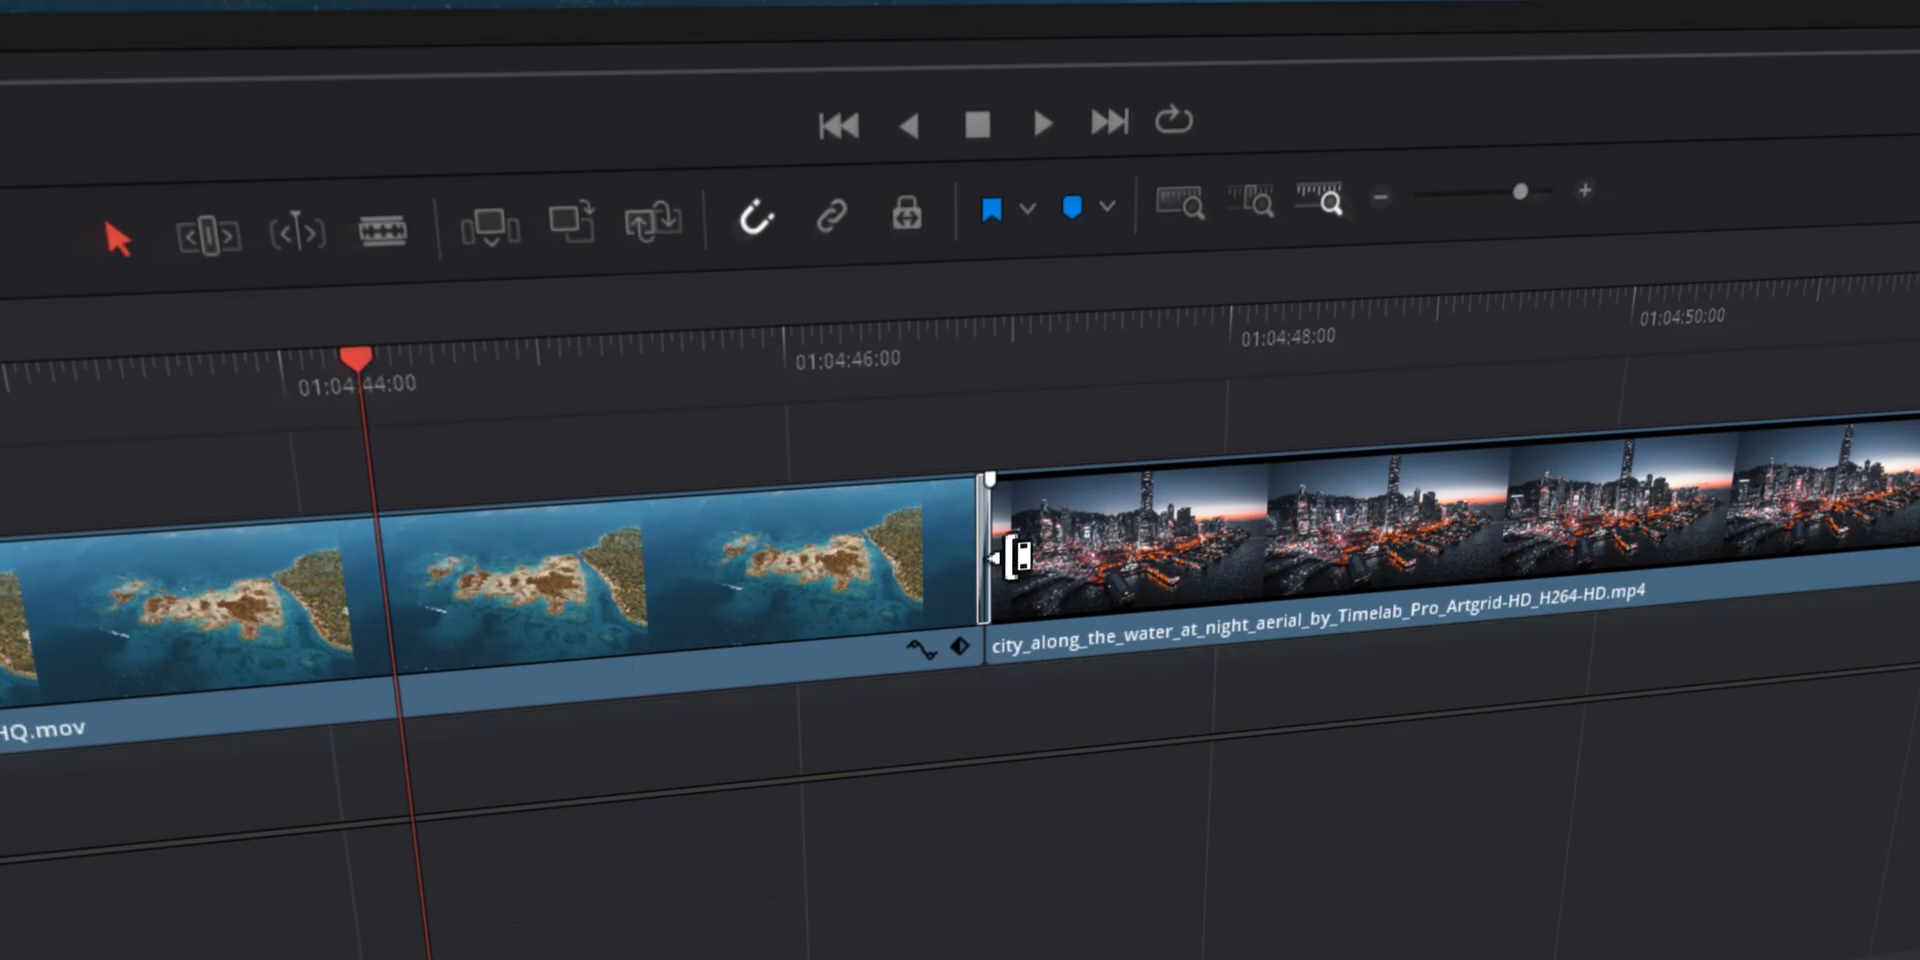 01:04:44:00
01:04:46:00
01:04:48:00
01:04:50:00
city_along_the_water_at_night_aerial_by_Timelab_Pro_Artgrid-HD_H264-HD.mp4
HQ.mov